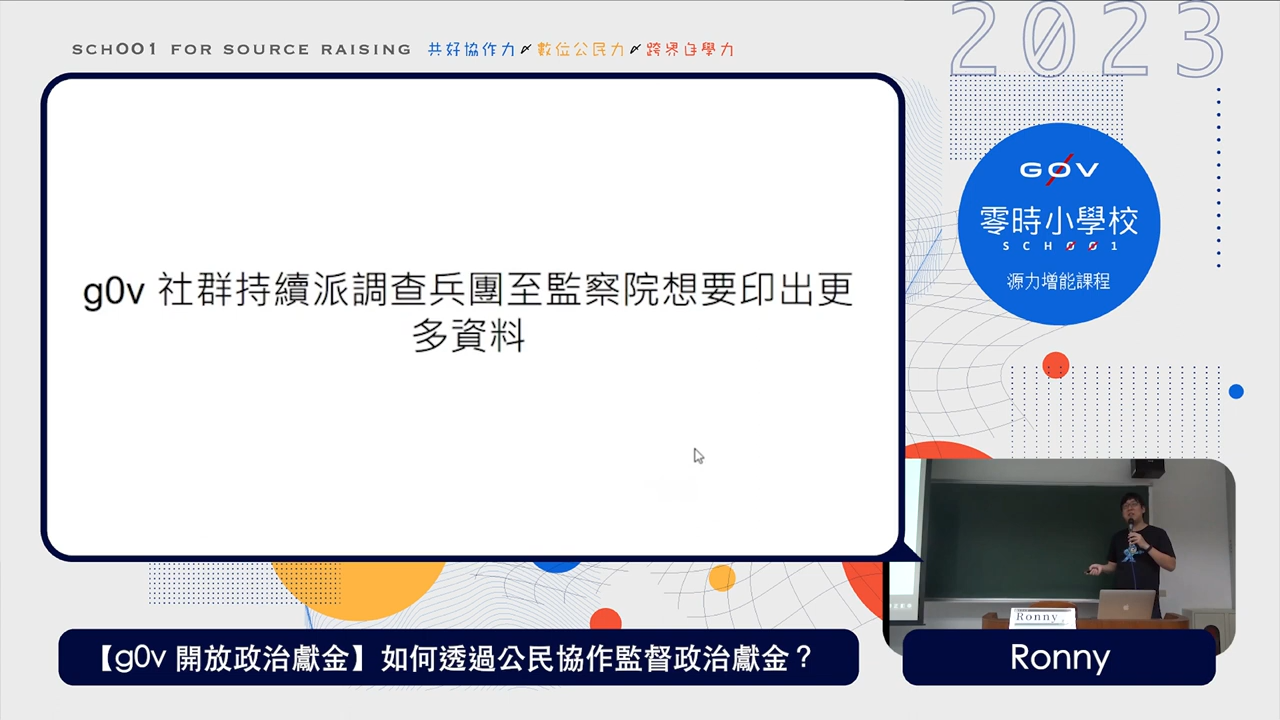 SCHOO1 FOR SOURCE RAISING 共好協作力〆數位公民力〆跨界自學力
2023
G0V
零時小學校
SCHOO1
源力增能課程
g0v 社群持續派調查兵團至監察院想要印出更
多資料
Ronny
【g0v 開放政治獻金】如何透過公民協作監督政治獻金？
Ronny